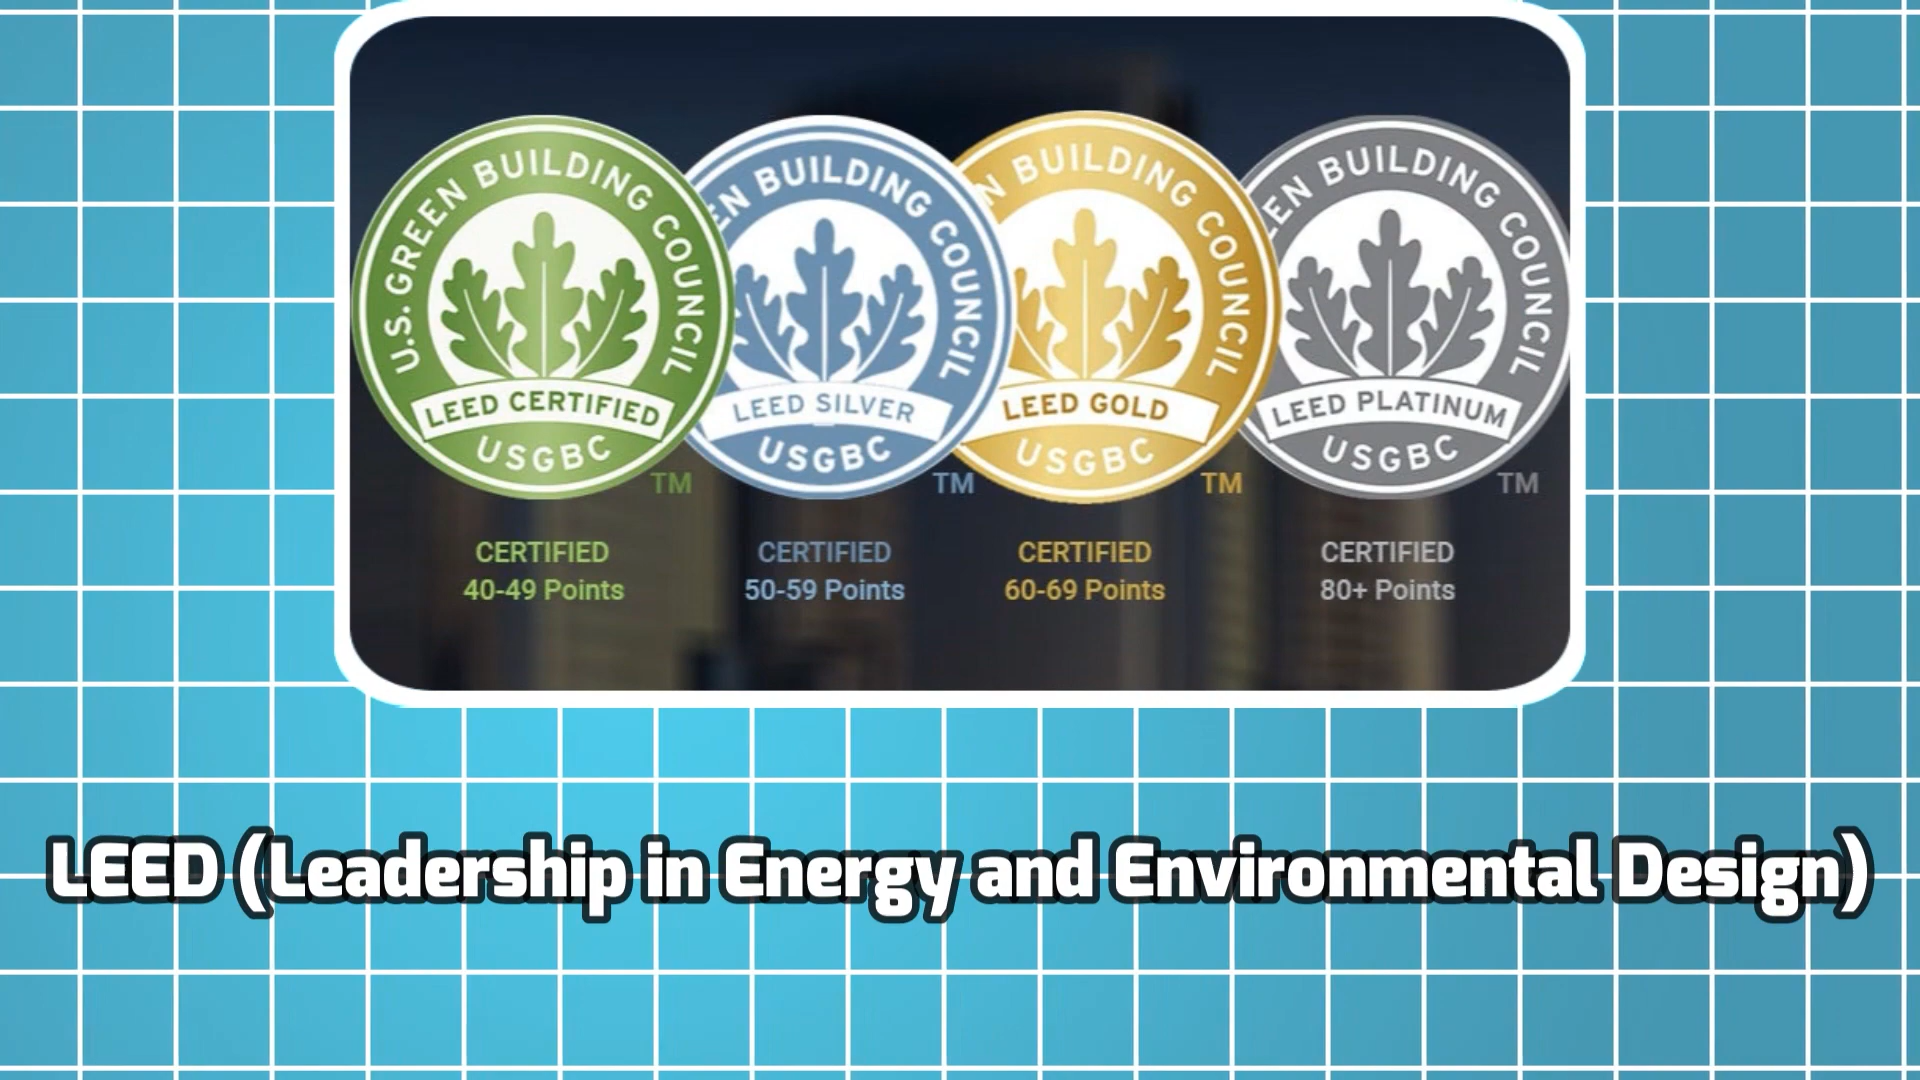 U.S. GREEN BUILDING COUNCIL
LEED CERTIFIED
USGBC
TM
EN BUILDING COUNCIL
LEED SILVER
USGBC
TM
N BUILDING COUNCIL
LEED GOLD
USGBC
TM
EEN BUILDING COUNCIL
LEED PLATINUM
USGBC
TM
CERTIFIED
40-49 Points
CERTIFIED
50-59 Points
CERTIFIED
60-69 Points
CERTIFIED
80+ Points
LEED (Leadership in Energy and Environmental Design)